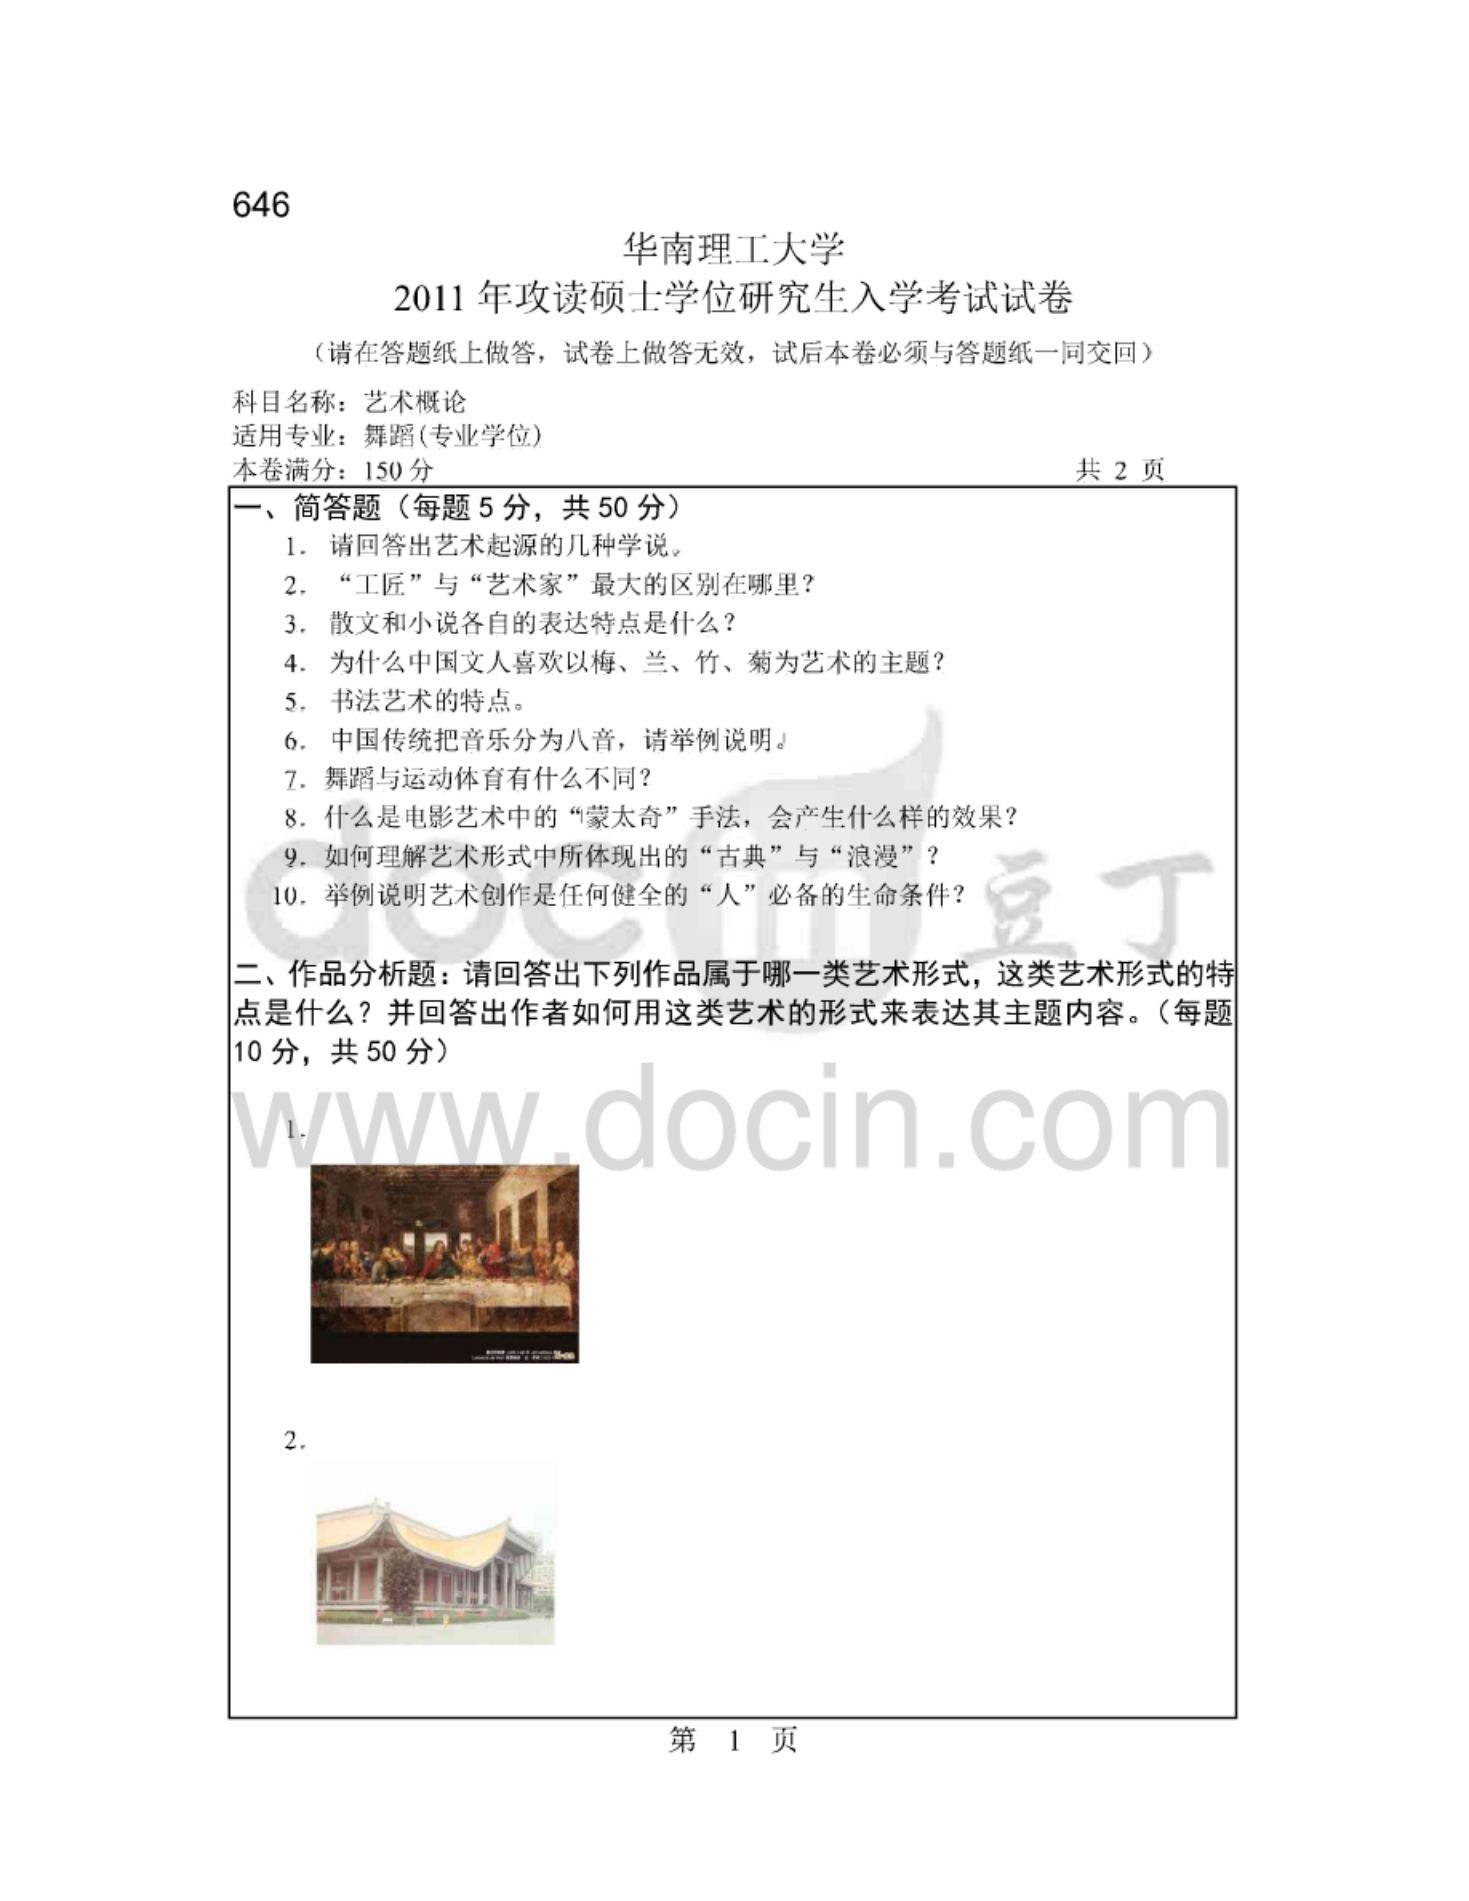 646
华南理工大学
2011 年攻读硕士学位研究生入学考试试卷
（请在答题纸上做答，试卷上做答无效，试后本卷必须与答题纸一同交回）
科目名称：艺术概论
适用专业：舞蹈(专业学位)
本卷满分：150 分 共 2 页
一、简答题（每题 5 分，共 50 分）
1. 请回答出艺术起源的几种学说。
2. “工匠”与“艺术家”最大的区别在哪里？
3. 散文和小说各自的表达特点是什么？
4. 为什么中国文人喜欢以梅、兰、竹、菊为艺术的主题？
5. 书法艺术的特点。
6. 中国传统把音乐分为八音，请举例说明。
7. 舞蹈与运动体育有什么不同？
8. 什么是电影艺术中的“蒙太奇”手法，会产生什么样的效果？
9. 如何理解艺术形式中所体现出的“古典”与“浪漫”？
10. 举例说明艺术创作是任何健全的“人”必备的生命条件？
docin 豆丁
二、作品分析题：请回答出下列作品属于哪一类艺术形式，这类艺术形式的特
点是什么？并回答出作者如何用这类艺术的形式来表达其主题内容。（每题
10 分，共 50 分）
www.docin.com
1.
2.
第 1 页